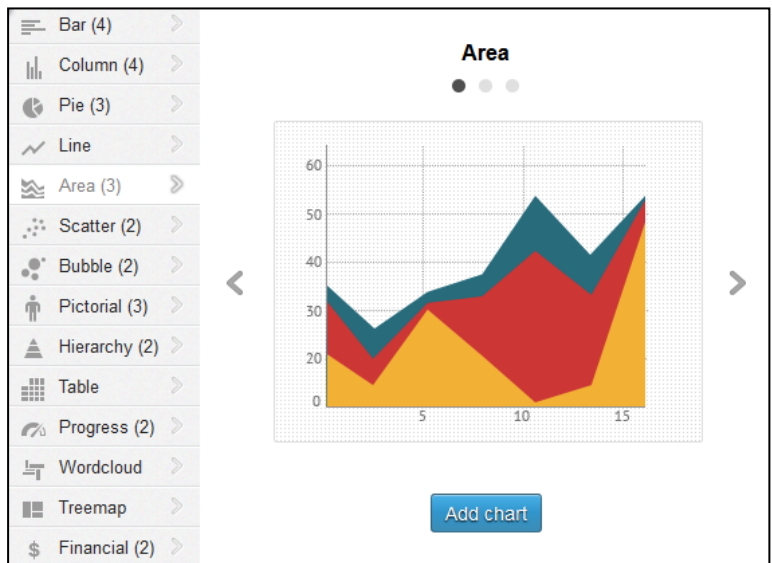 Bar (4)
Column (4)
Pie (3)
Line
Area (3)
Scatter (2)
Bubble (2)
Pictorial (3)
Hierarchy (2)
Table
Progress (2)
Wordcloud
Treemap
Financial (2)
Area
60
50
40
30
20
0
5 10 15
Add chart